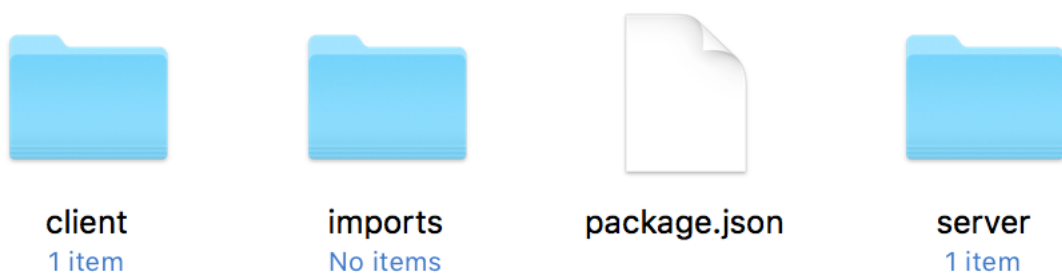 client
1 item
imports
No items
package.json
server
1 item